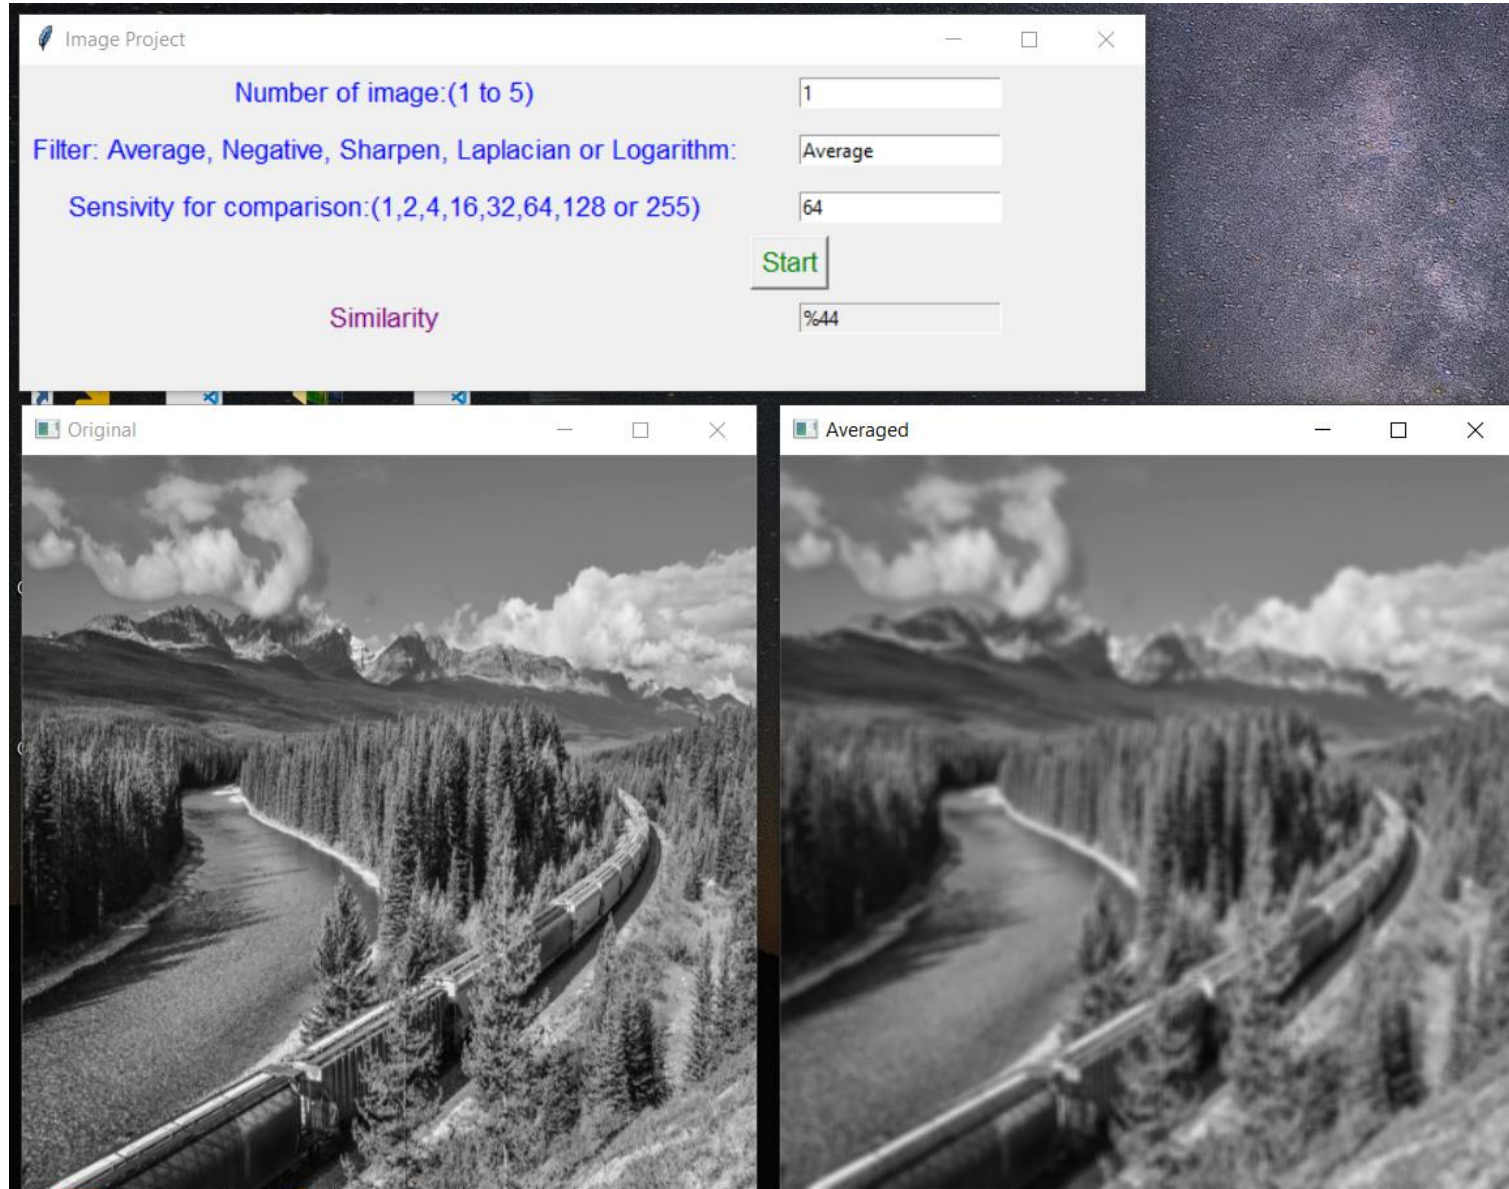 Image Project
Number of image:(1 to 5)
1
Filter: Average, Negative, Sharpen, Laplacian or Logarithm:
Average
Sensivity for comparison:(1,2,4,16,32,64,128 or 255)
64
Start
Similarity
%44
Original
Averaged